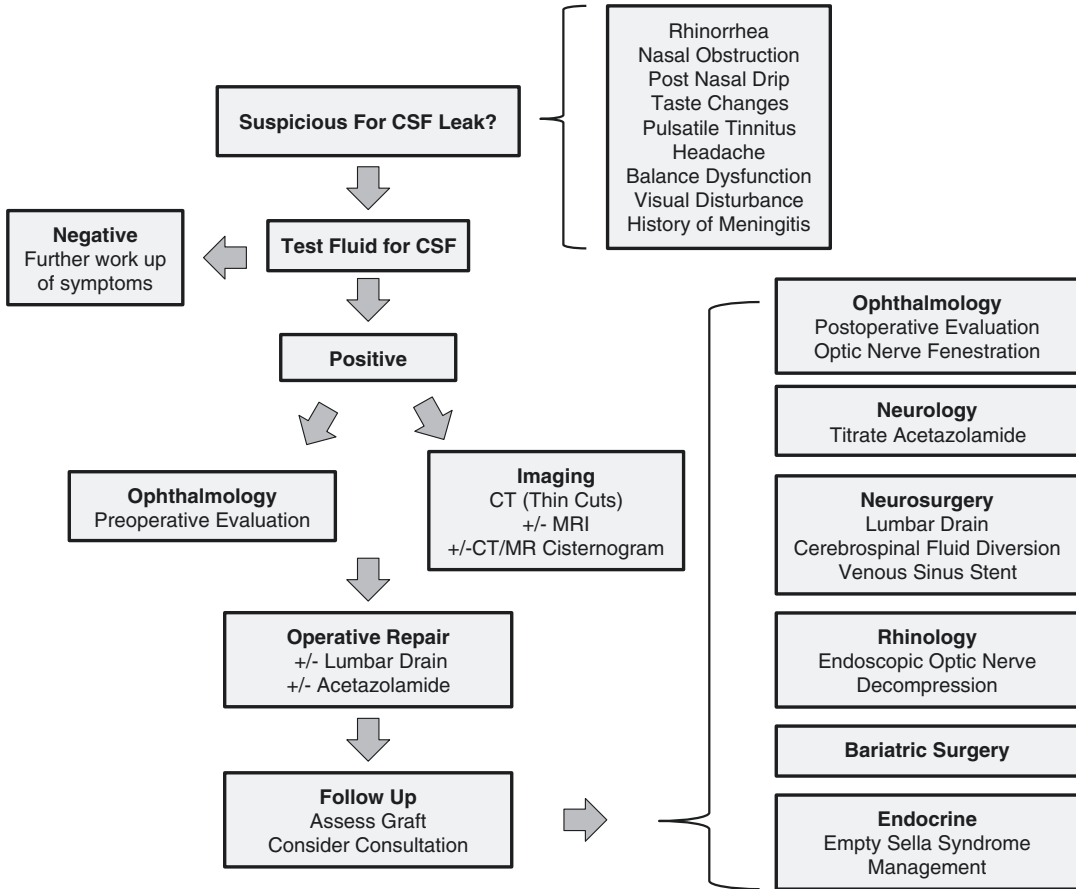 Suspicious For CSF Leak?
Rhinorrhea
Nasal Obstruction
Post Nasal Drip
Taste Changes
Pulsatile Tinnitus
Headache
Balance Dysfunction
Visual Disturbance
History of Meningitis
Test Fluid for CSF
Negative
Further work up
of symptoms
Positive
Ophthalmology
Preoperative Evaluation
Imaging
CT (Thin Cuts)
+/- MRI
+/-CT/MR Cisternogram
Operative Repair
+/- Lumbar Drain
+/- Acetazolamide
Follow Up
Assess Graft
Consider Consultation
Ophthalmology
Postoperative Evaluation
Optic Nerve Fenestration
Neurology
Titrate Acetazolamide
Neurosurgery
Lumbar Drain
Cerebrospinal Fluid Diversion
Venous Sinus Stent
Rhinology
Endoscopic Optic Nerve
Decompression
Bariatric Surgery
Endocrine
Empty Sella Syndrome
Management